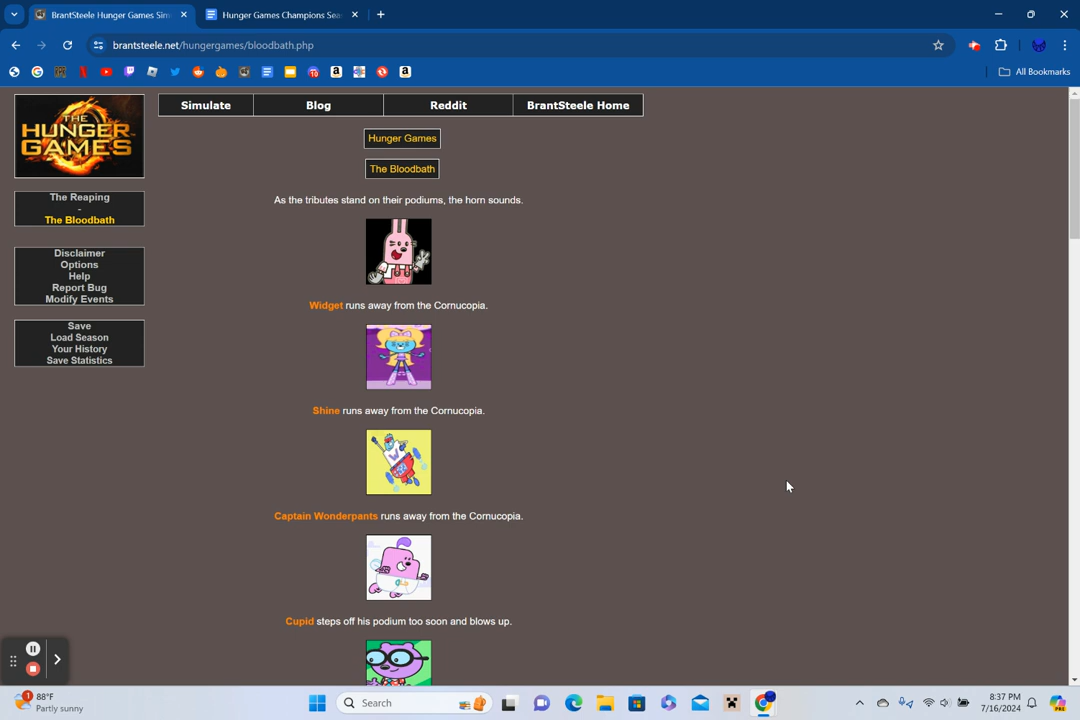 BrantSteele Hunger Games Sim
Hunger Games Champions Sea
brantsteele.net/hungergames/bloodbath.php
All Bookmarks
THE
HUNGER
GAMES
Simulate
Blog
Reddit
BrantSteele Home
The Reaping
-
The Bloodbath
Disclaimer
Options
Help
Report Bug
Modify Events
Save
Load Season
Your History
Save Statistics
Hunger Games
The Bloodbath
As the tributes stand on their podiums, the horn sounds.
Widget runs away from the Cornucopia.
Shine runs away from the Cornucopia.
Captain Wonderpants runs away from the Cornucopia.
Cupid steps off his podium too soon and blows up.
1
88°F
Partly sunny
Search
8:37 PM
7/16/2024